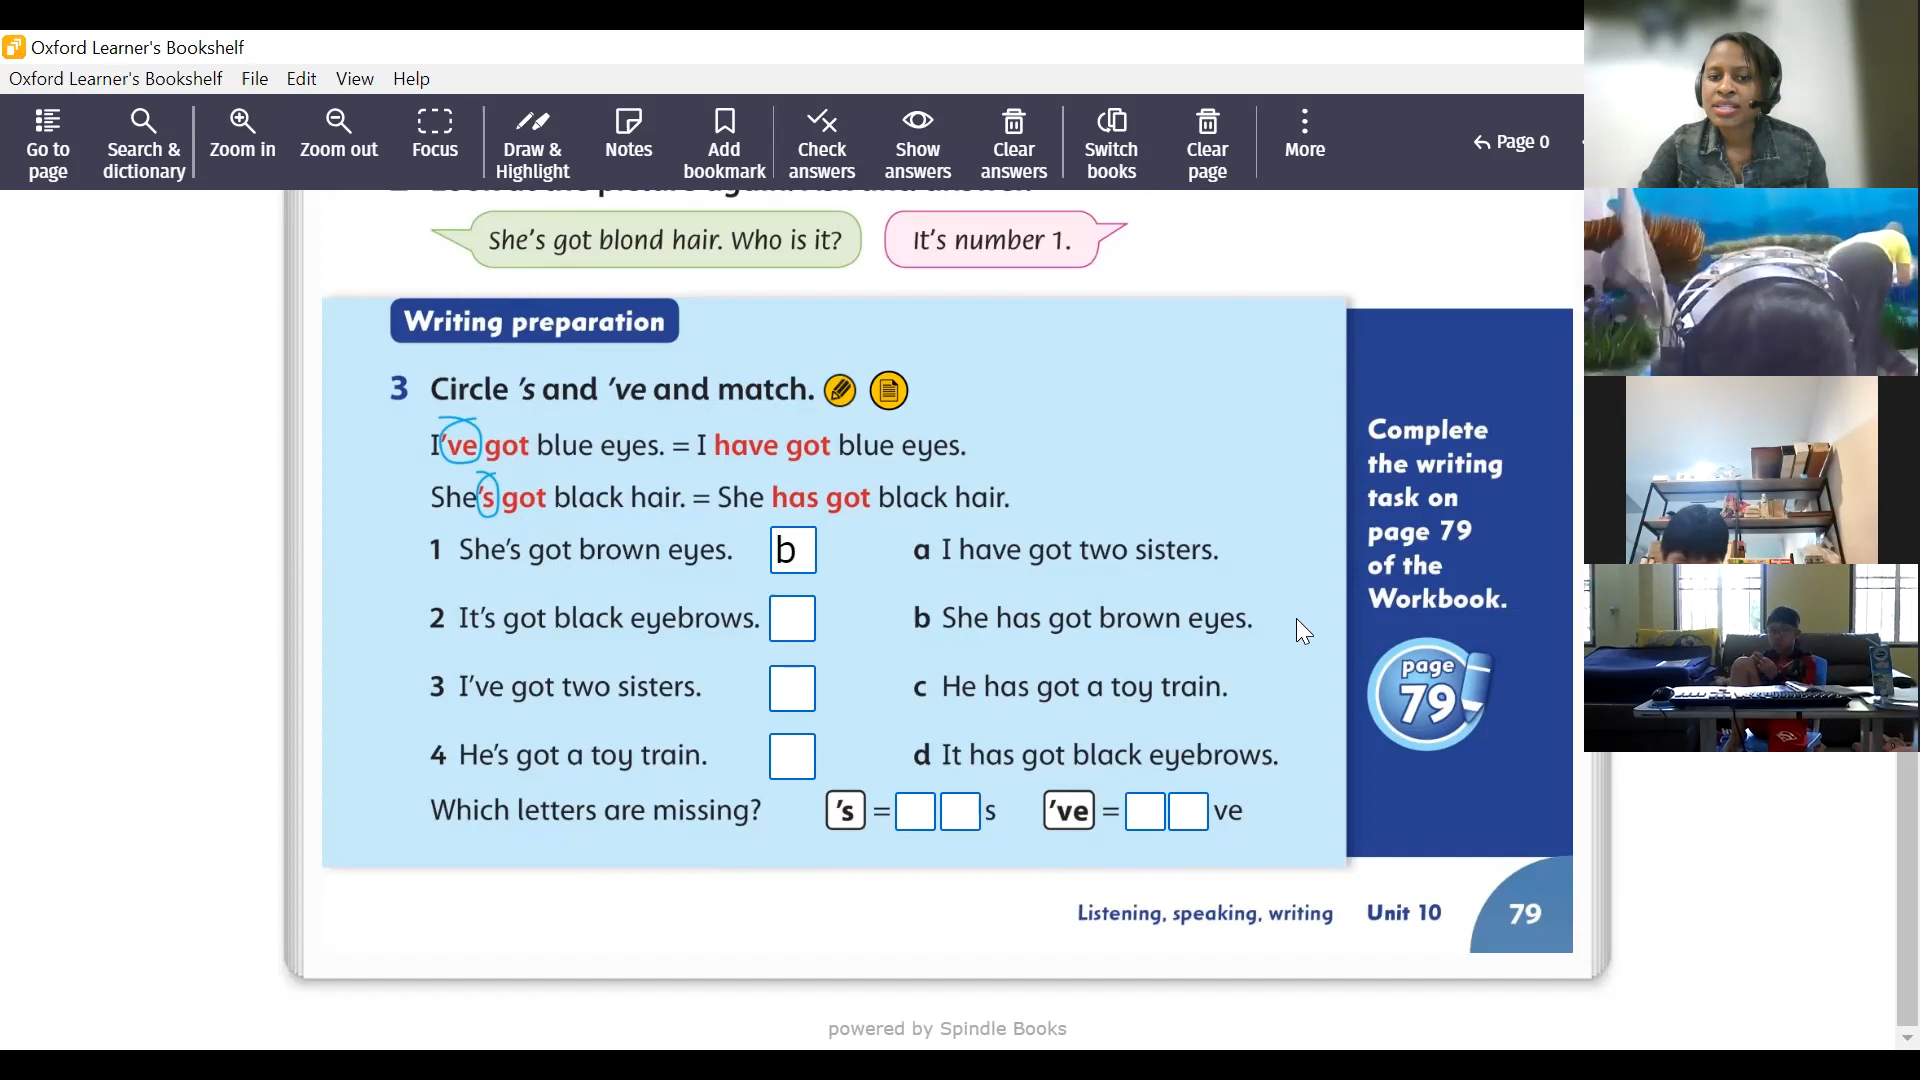 Oxford Learner's Bookshelf
Oxford Learner's Bookshelf File Edit View Help
Go to page
Search & dictionary
Zoom in
Zoom out
Focus
Draw & Highlight
Notes
Add bookmark
Check answers
Show answers
Clear answers
Switch books
Clear page
More
Page 0
She's got blond hair. Who is it?
It's number 1.
Writing preparation
3 Circle 's and 've and match.
I've got blue eyes. = I have got blue eyes.
She's got black hair. = She has got black hair.
1 She's got brown eyes. b
a I have got two sisters.
2 It's got black eyebrows.
b She has got brown eyes.
3 I've got two sisters.
c He has got a toy train.
4 He's got a toy train.
d It has got black eyebrows.
Which letters are missing? 's = s 've = ve
Complete
the writing
task on
page 79
of the
Workbook.
page
79
Listening, speaking, writing Unit 10 79
powered by Spindle Books